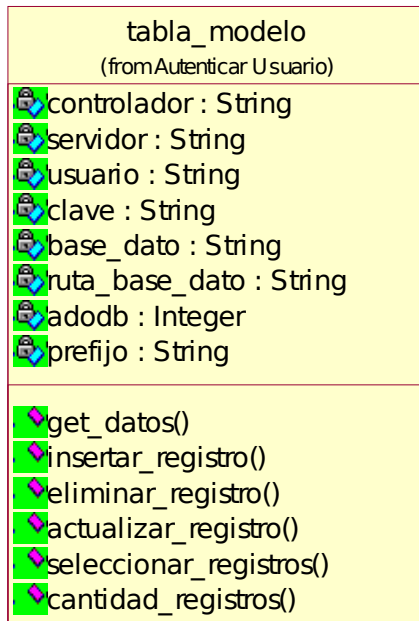 tabla_modelo
(from Autenticar Usuario)
controlador : String
servidor : String
usuario : String
clave : String
base_dato : String
ruta_base_dato : String
adodb : Integer
prefijo : String
get_datos()
insertar_registro()
eliminar_registro()
actualizar_registro()
seleccionar_registros()
cantidad_registros()